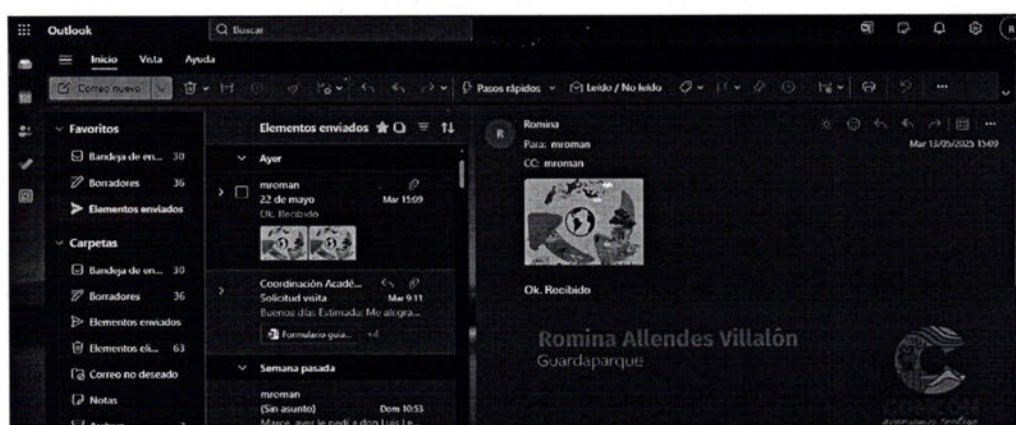 Outlook
Buscar
R
Inicio Vista Ayuda
Correo nuevo
Pasos rápidos
Leído / No leído
Favoritos
Bandeja de en... 30
Borradores 36
Elementos enviados
Carpetas
Bandeja de en... 30
Borradores 36
Elementos enviados
Elementos eli... 63
Correo no deseado
Notas
Elementos enviados
Ayer
mroman
22 de mayo Mar 15:09
Ok. Recibido
Coordinación Acadé...
Solicitud visita Mar 9:11
Buenos días Estimada: Me alegra...
Formulario guia... +4
Semana pasada
mroman
(Sin asunto) Dom 10:53
Marce, ayer le pedí a don Luis Le...
R
Romina
Para: mroman
CC: mroman
Mar 13/05/2025 15:09
Ok. Recibido
Romina Allendes Villalón
Guardaparque